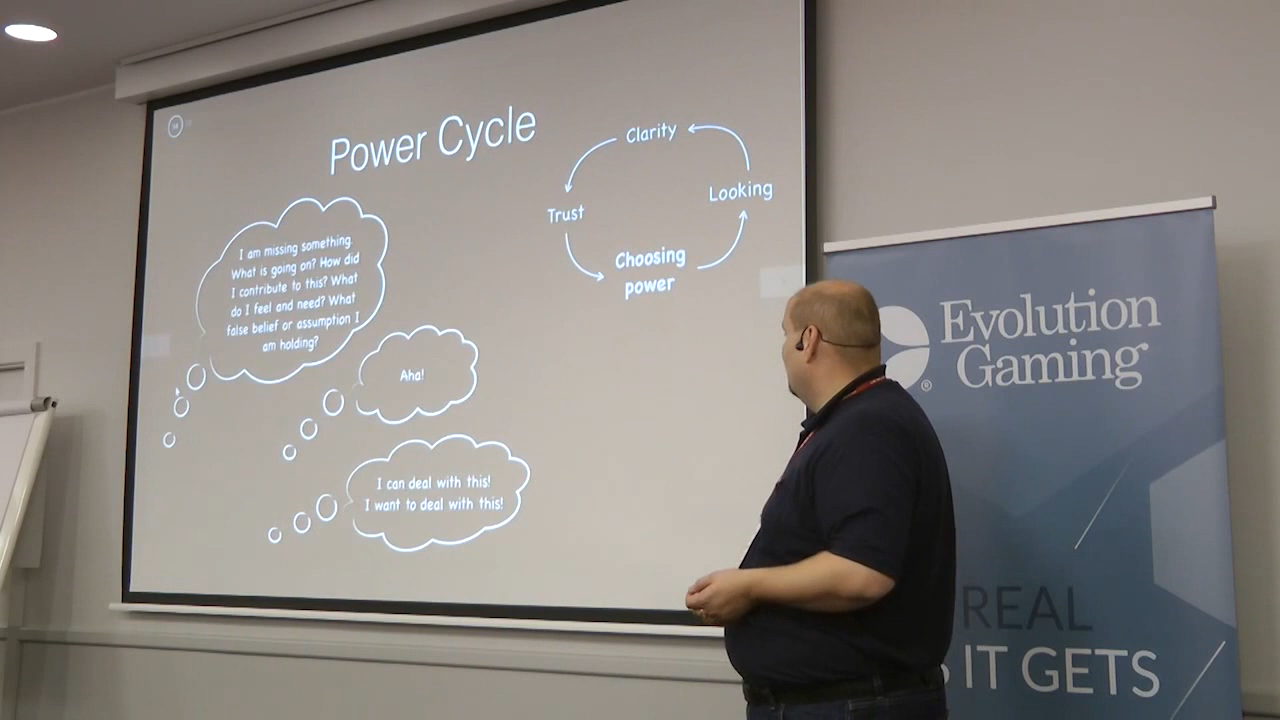 Power Cycle
Clarity
Looking
Trust
Choosing
power
I am missing something.
What is going on? How did
I contribute to this? What
do I feel and need? What
false belief or assumption I
am holding?
Aha!
I can deal with this!
I want to deal with this!
Evolution
Gaming
®
REAL
IT GETS